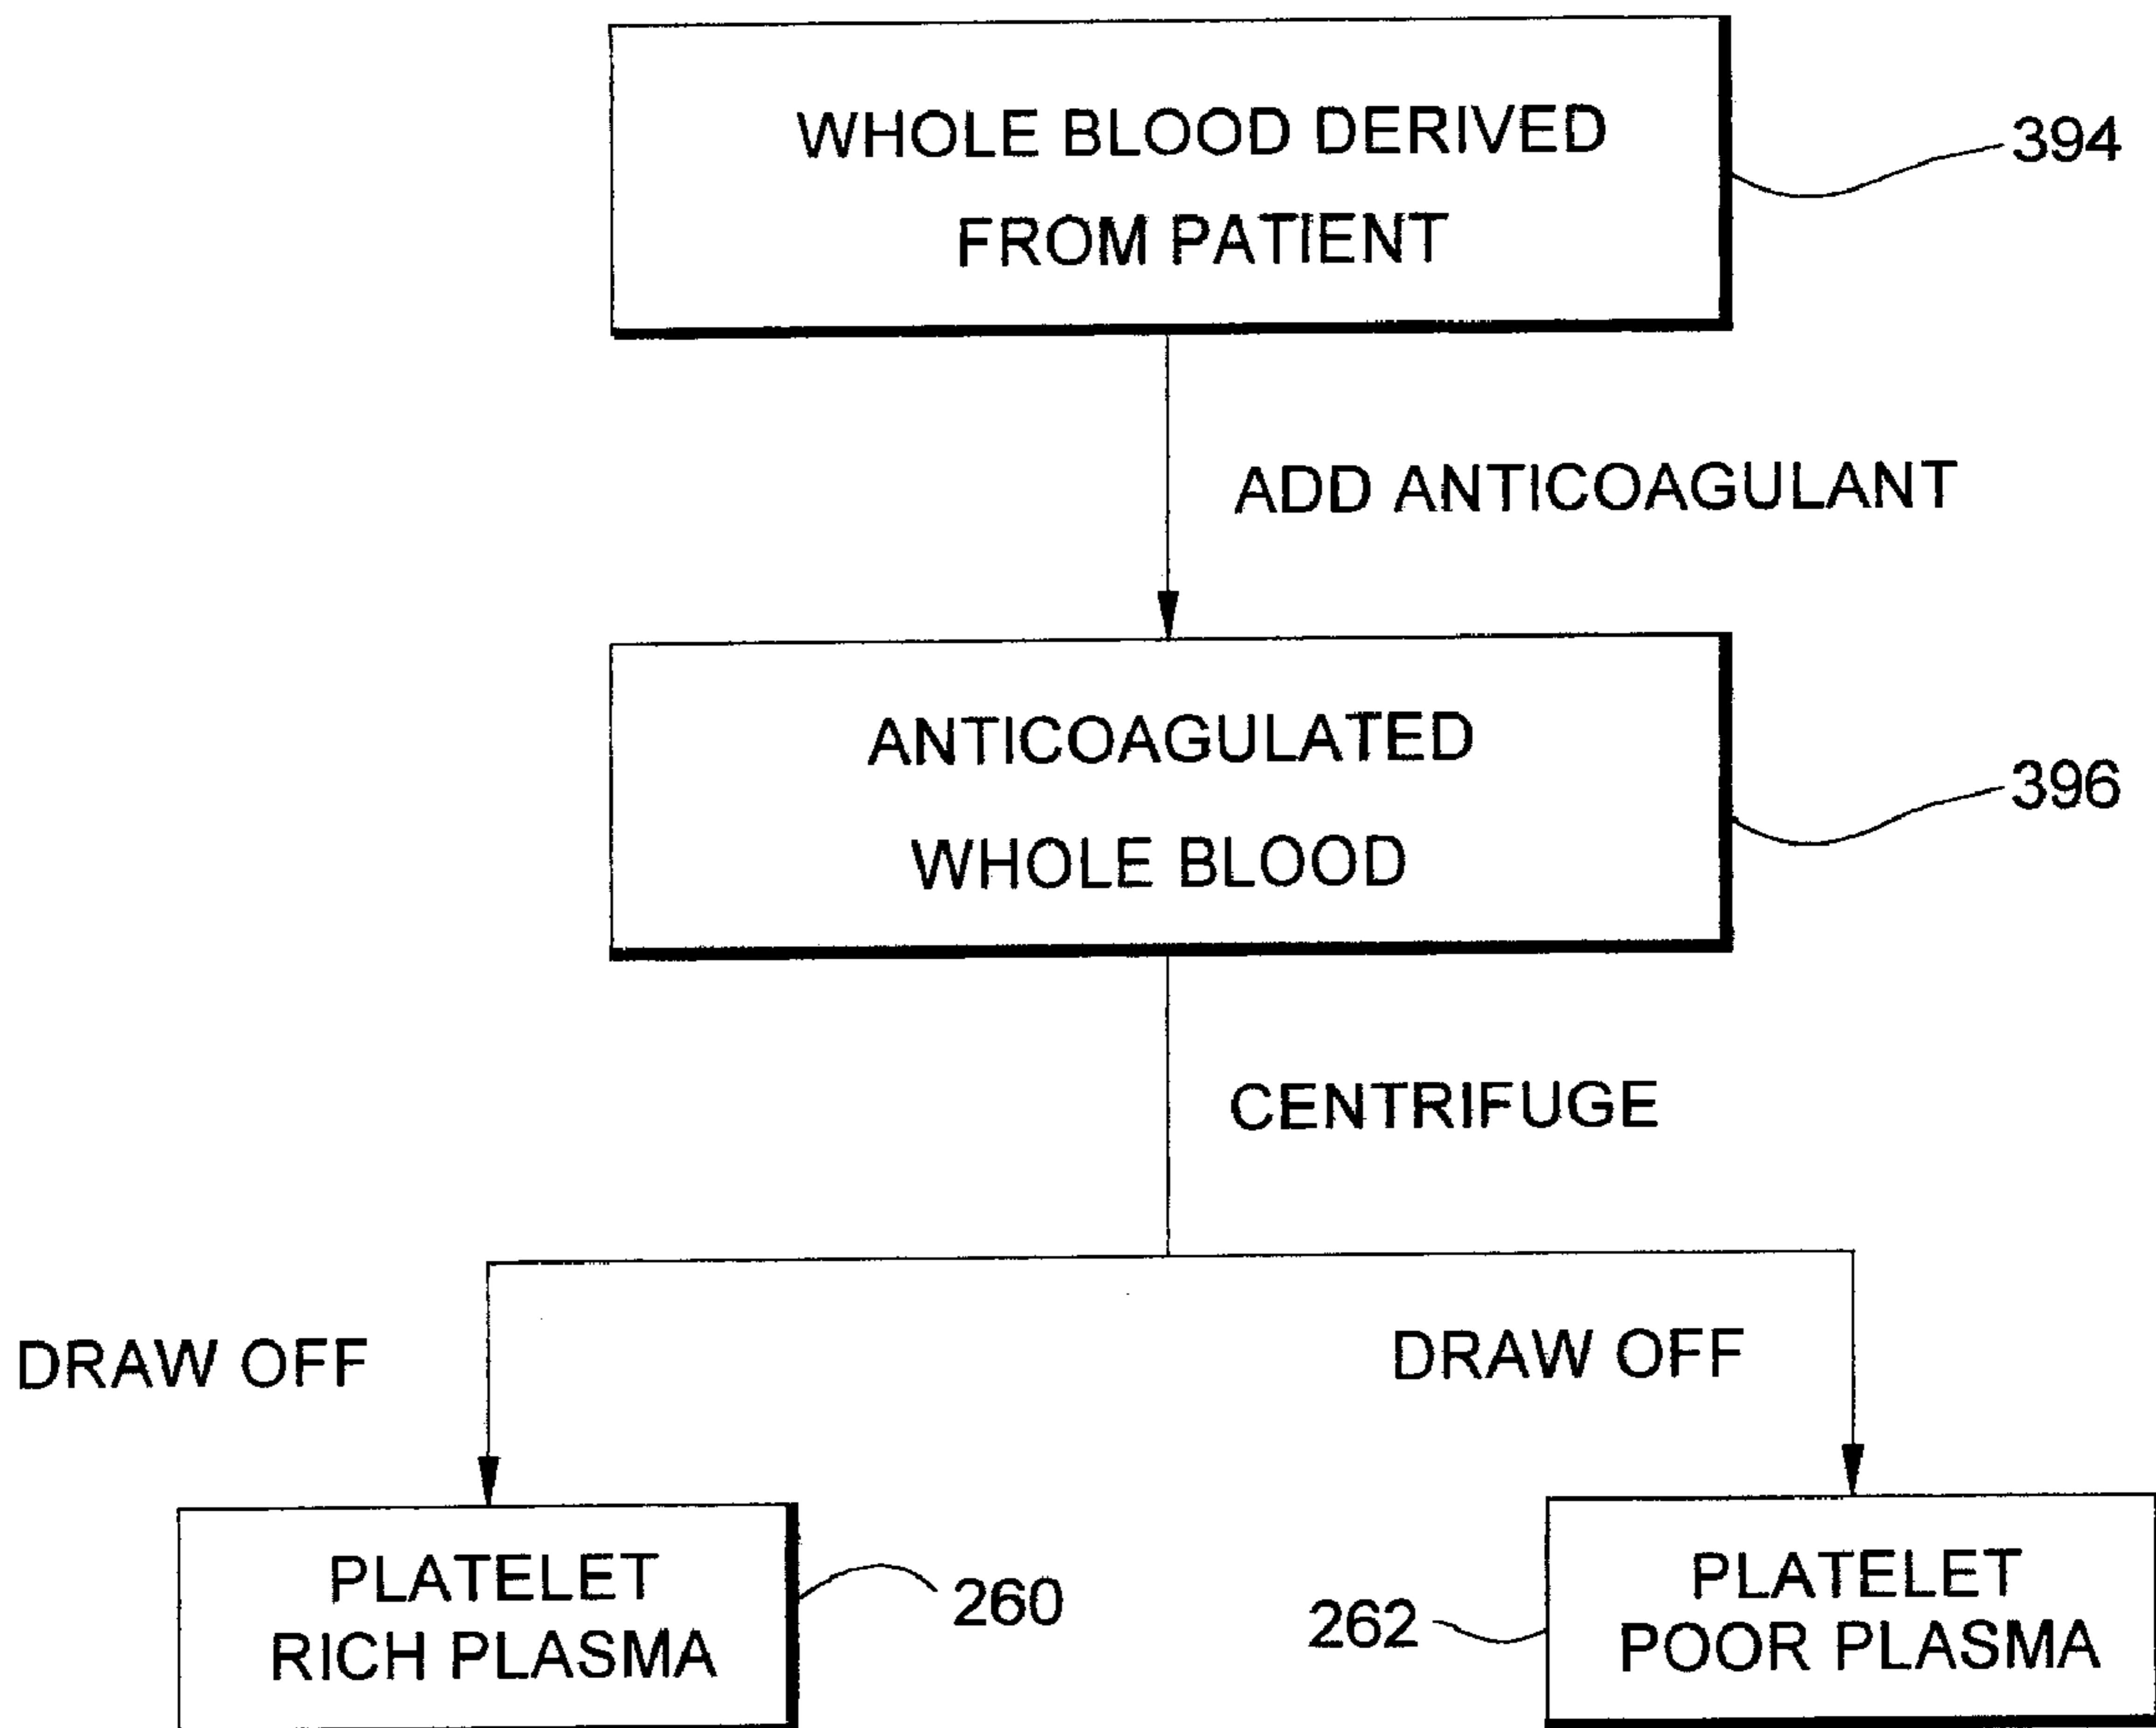 WHOLE BLOOD DERIVED
FROM PATIENT
394
ADD ANTICOAGULANT
ANTICOAGULATED
WHOLE BLOOD
396
CENTRIFUGE
DRAW OFF
DRAW OFF
PLATELET
RICH PLASMA
260
262
PLATELET
POOR PLASMA